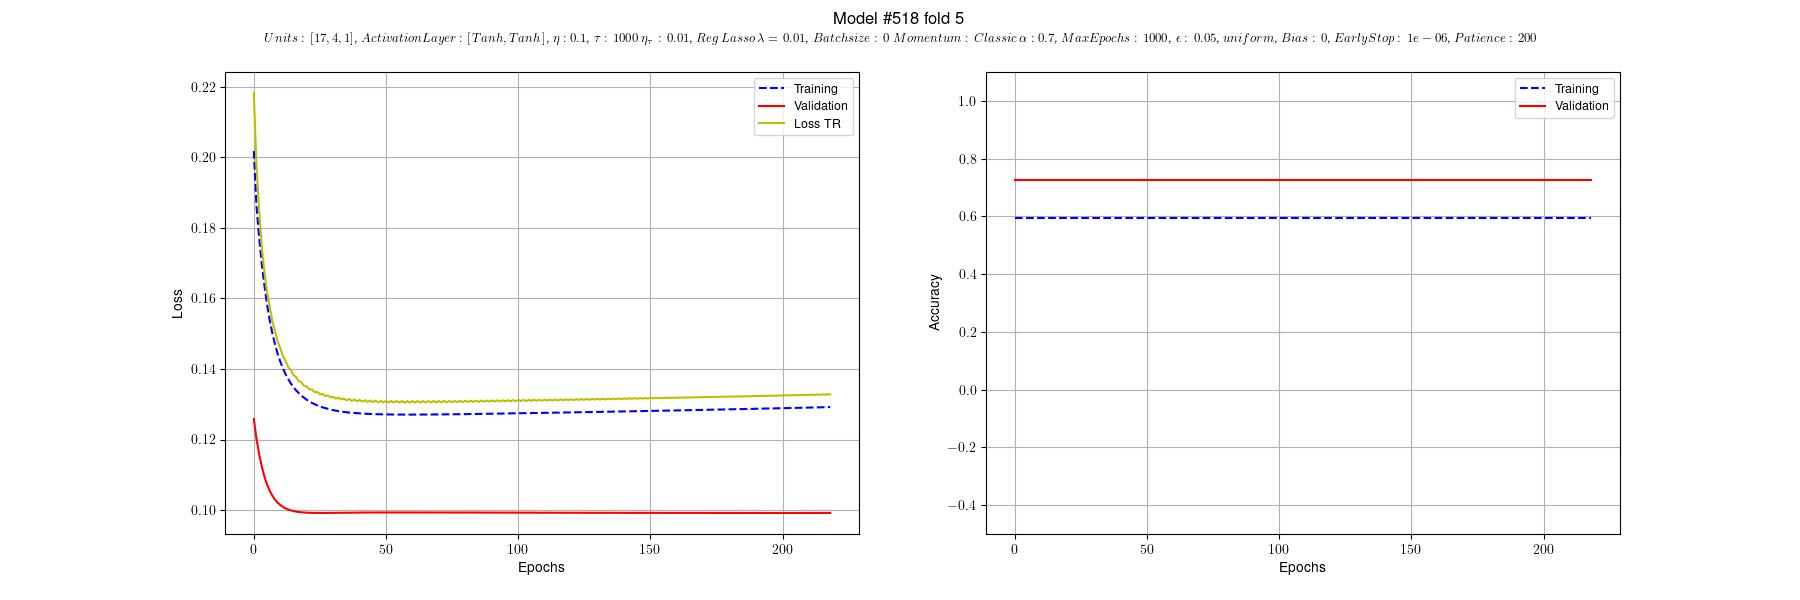 Model #518 fold 5
Units : [17, 4, 1], ActivationLayer : [Tanh, Tanh], η : 0.1, τ : 1000 η_τ : 0.01, Reg Lasso λ = 0.01, Batchsize : 0 Momentum : Classic α : 0.7, MaxEpochs : 1000, ϵ : 0.05, uniform, Bias : 0, EarlyStop : 1e − 06, Patience : 200
0.22
0.20
0.18
0.16
0.14
0.12
0.10
Loss
0 50 100 150 200
Epochs
Training
Validation
Loss TR
1.0
0.8
0.6
0.4
0.2
0.0
−0.2
−0.4
Accuracy
0 50 100 150 200
Epochs
Training
Validation